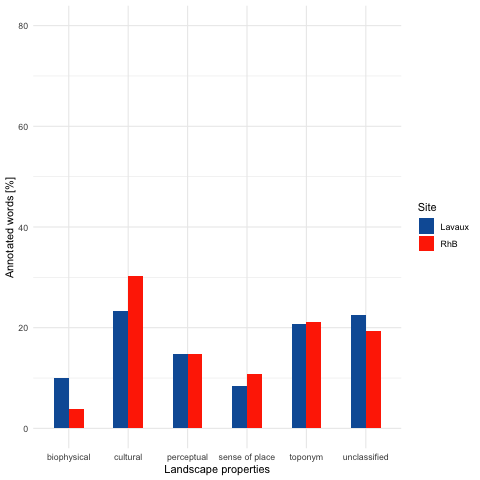 80
60
40
20
0
Annotated words [%]
biophysical cultural perceptual sense of place toponym unclassified
Landscape properties
Site
Lavaux
RhB